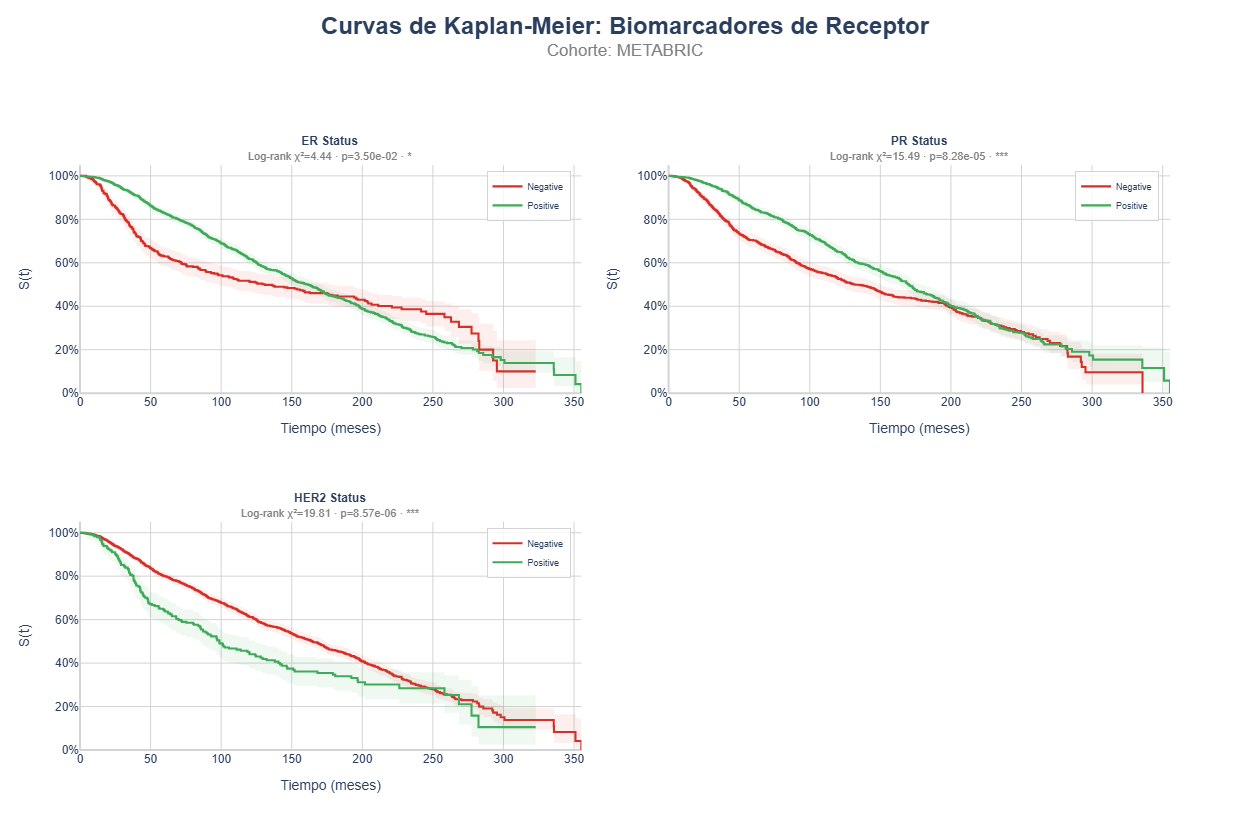 Curvas de Kaplan-Meier: Biomarcadores de Receptor
Cohorte: METABRIC
ER Status
Log-rank χ²=4.44 · p=3.50e-02 · *
100%
80%
60%
40%
20%
0%
S(t)
0 50 100 150 200 250 300 350
Tiempo (meses)
Negative
Positive
PR Status
Log-rank χ²=15.49 · p=8.28e-05 · ***
100%
80%
60%
40%
20%
0%
S(t)
0 50 100 150 200 250 300 350
Tiempo (meses)
Negative
Positive
HER2 Status
Log-rank χ²=19.81 · p=8.57e-06 · ***
100%
80%
60%
40%
20%
0%
S(t)
0 50 100 150 200 250 300 350
Tiempo (meses)
Negative
Positive